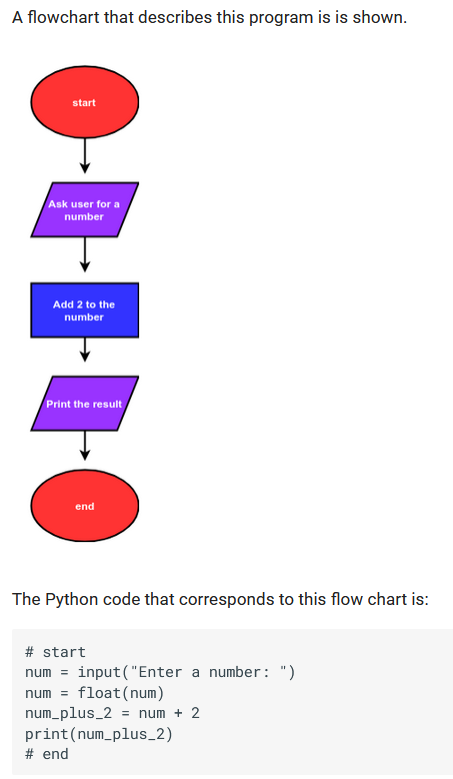 A flowchart that describes this program is is shown.
start
Ask user for a
number
Add 2 to the
number
Print the result
end
The Python code that corresponds to this flow chart is:
# start
num = input("Enter a number: ")
num = float(num)
num_plus_2 = num + 2
print(num_plus_2)
# end